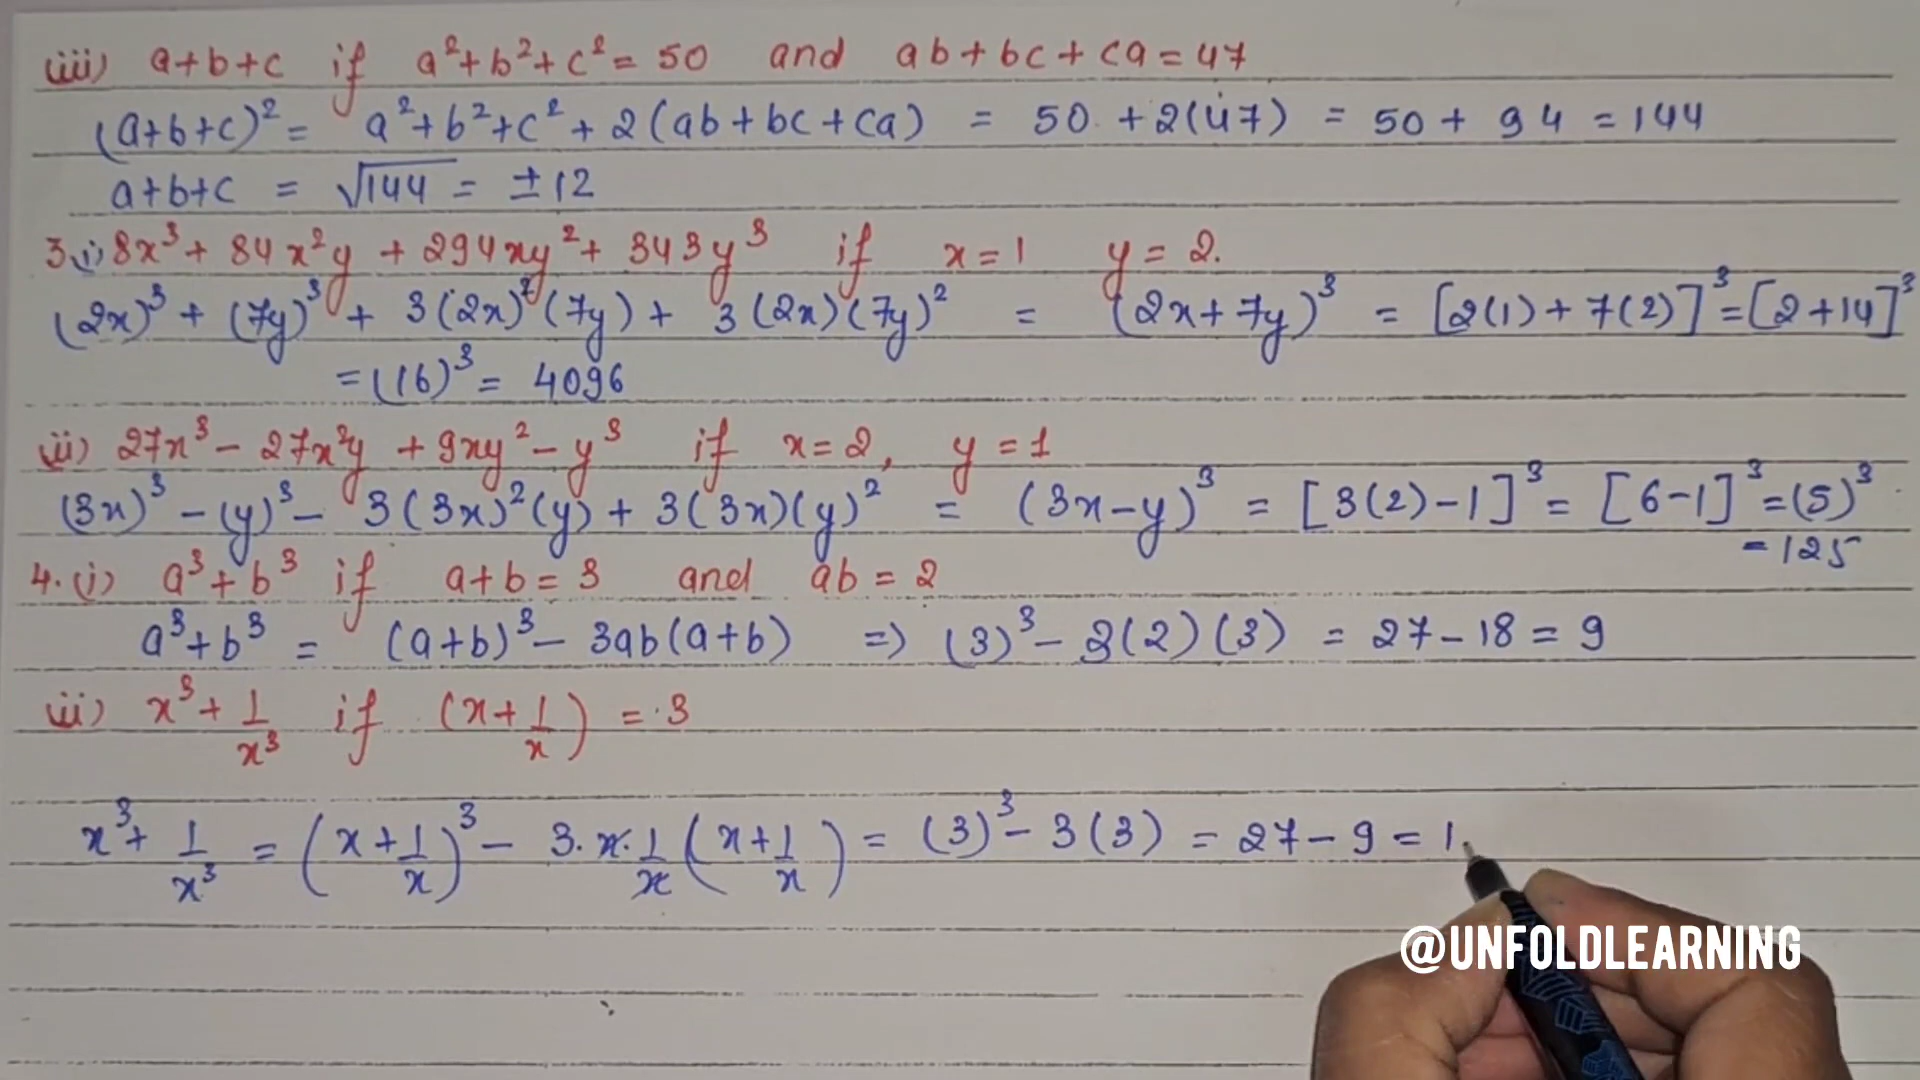 iii) a+b+c if a²+b²+c² = 50 and ab+bc+ca = 47
(a+b+c)² = a²+b²+c²+2(ab+bc+ca) = 50 + 2(47) = 50 + 94 = 144
a+b+c = √144 = ±12
3.(i) 8x³ + 84x²y + 294xy² + 343y³ if x = 1 y = 2.
(2x)³ + (7y)³ + 3(2x)²(7y) + 3(2x)(7y)² = (2x+7y)³ = [2(1) + 7(2)]³ = [2+14]³
= (16)³ = 4096
ii) 27x³ - 27x²y + 9xy² - y³ if x = 2, y = 1
(3x)³ - (y)³ - 3(3x)²(y) + 3(3x)(y)² = (3x-y)³ = [3(2)-1]³ = [6-1]³ = (5)³
= 125
4.(i) a³+b³ if a+b = 3 and ab = 2
a³+b³ = (a+b)³ - 3ab(a+b) => (3)³ - 3(2)(3) = 27 - 18 = 9
ii) x³ + 1/x³ if (x + 1/x) = 3
x³ + 1/x³ = (x + 1/x)³ - 3.x.1/x (x + 1/x) = (3)³ - 3(3) = 27 - 9 = 1
@UNFOLDLEARNING